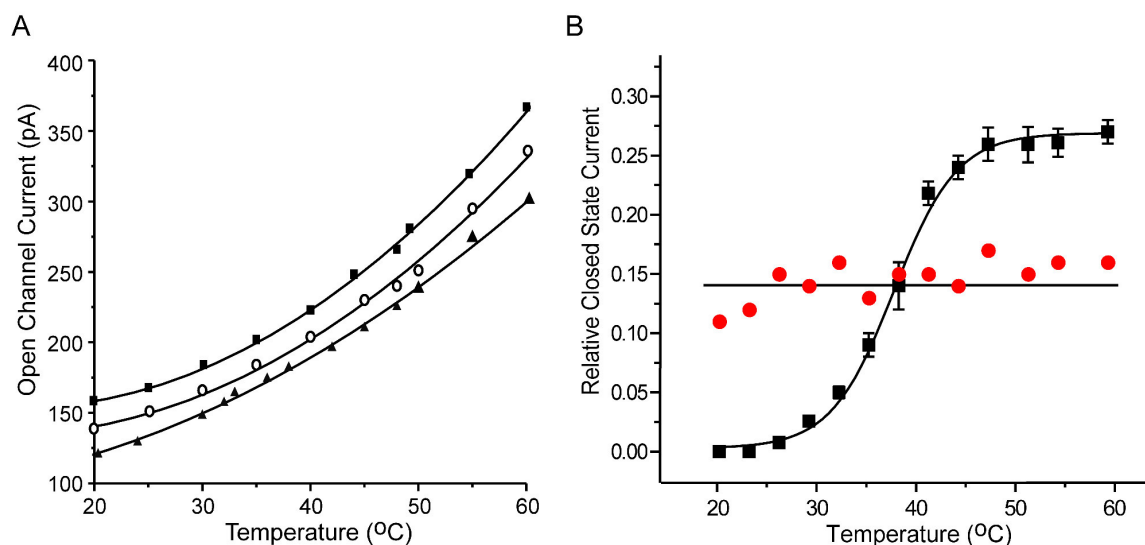 A
Open Channel Current (pA)
400
350
300
250
200
150
100
20 30 40 50 60
Temperature (⁰C)
B
Relative Closed State Current
0.30
0.25
0.20
0.15
0.10
0.05
0.00
20 30 40 50 60
Temperature (⁰C)